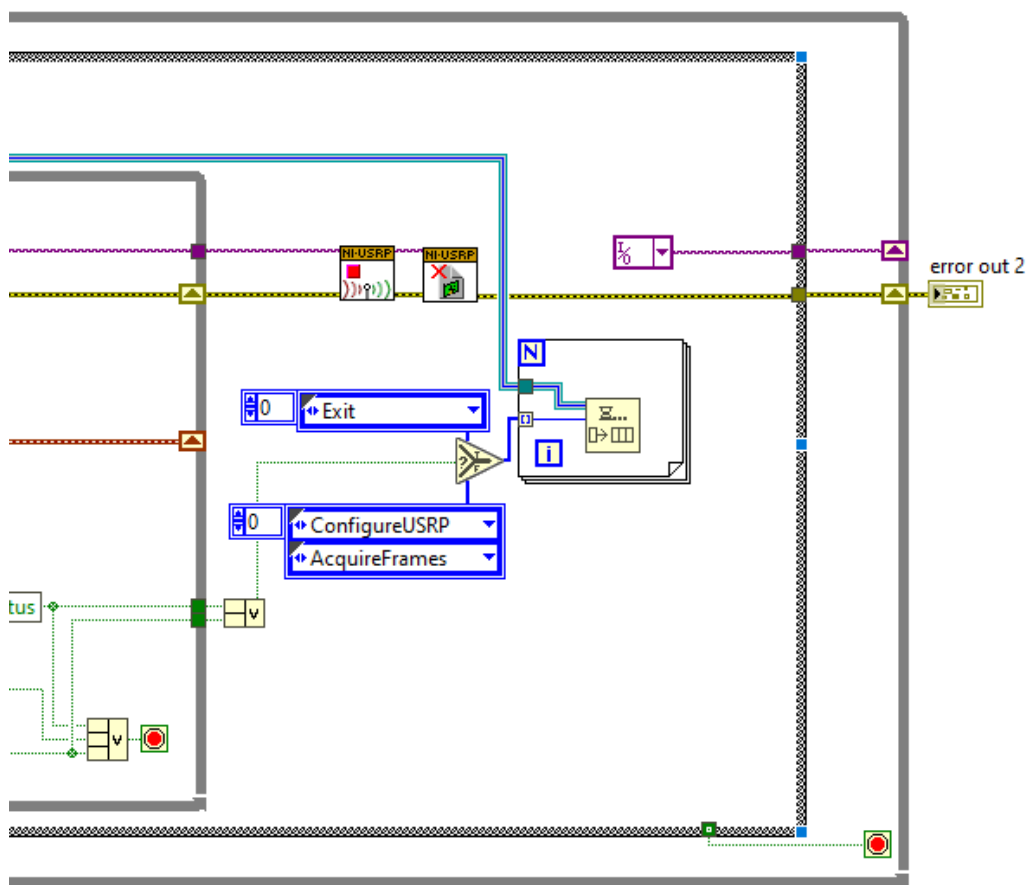 NI-USRP
NI-USRP
I/O
error out 2
N
0
Exit
i
? T F
0
ConfigureUSRP
AcquireFrames
tus
v
v